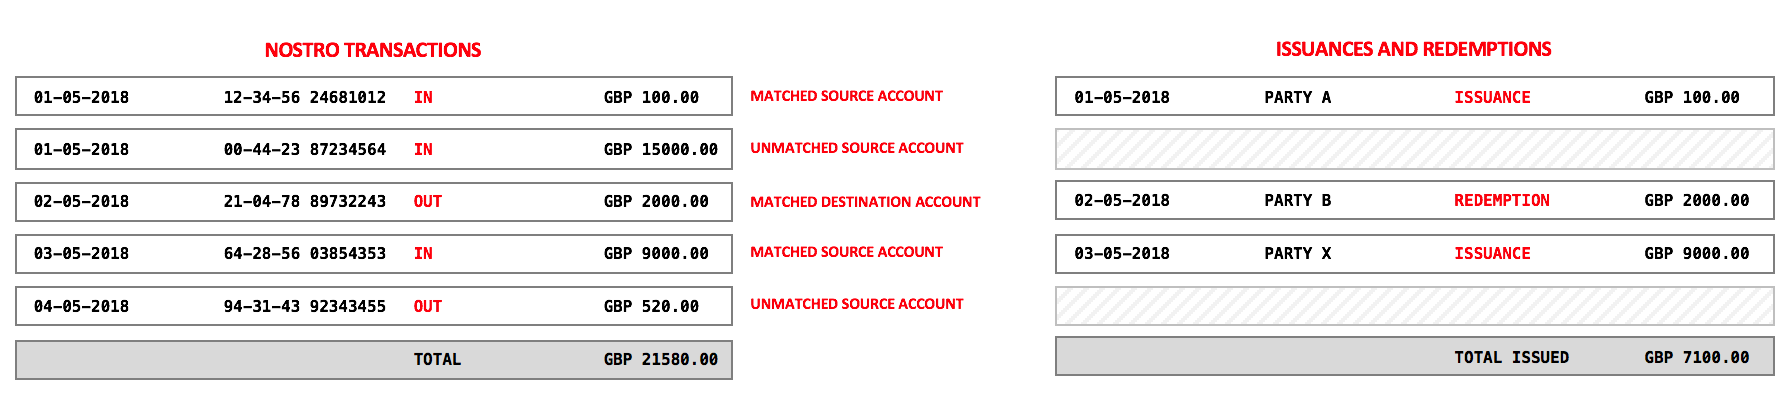 NOSTRO TRANSACTIONS
01-05-2018 12-34-56 24681012 IN GBP 100.00
01-05-2018 00-44-23 87234564 IN GBP 15000.00
02-05-2018 21-04-78 89732243 OUT GBP 2000.00
03-05-2018 64-28-56 03854353 IN GBP 9000.00
04-05-2018 94-31-43 92343455 OUT GBP 520.00
TOTAL GBP 21580.00
MATCHED SOURCE ACCOUNT
UNMATCHED SOURCE ACCOUNT
MATCHED DESTINATION ACCOUNT
MATCHED SOURCE ACCOUNT
UNMATCHED SOURCE ACCOUNT
ISSUANCES AND REDEMPTIONS
01-05-2018 PARTY A ISSUANCE GBP 100.00
02-05-2018 PARTY B REDEMPTION GBP 2000.00
03-05-2018 PARTY X ISSUANCE GBP 9000.00
TOTAL ISSUED GBP 7100.00